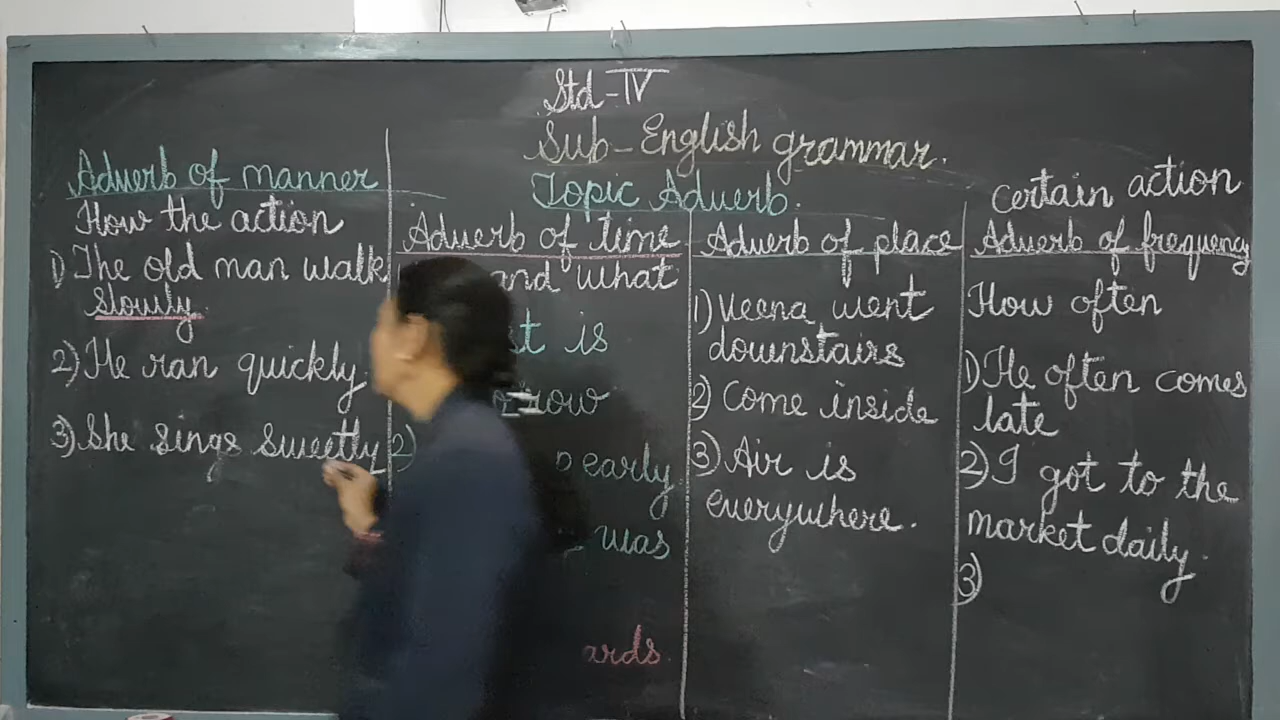 Std-IV
Sub-English grammar.
Topic Adverb.
Adverb of manner
How the action
1) The old man walk
slowly.
2) He ran quickly.
3) She sings sweetly
Adverb of time
and what
is
2)
early.
was
Adverb of place
1) Veena went
downstairs
2) Come inside
3) Air is
everywhere.
certain action
Adverb of frequency
How often
1) He often comes
late
2) I got to the
market daily.
3)